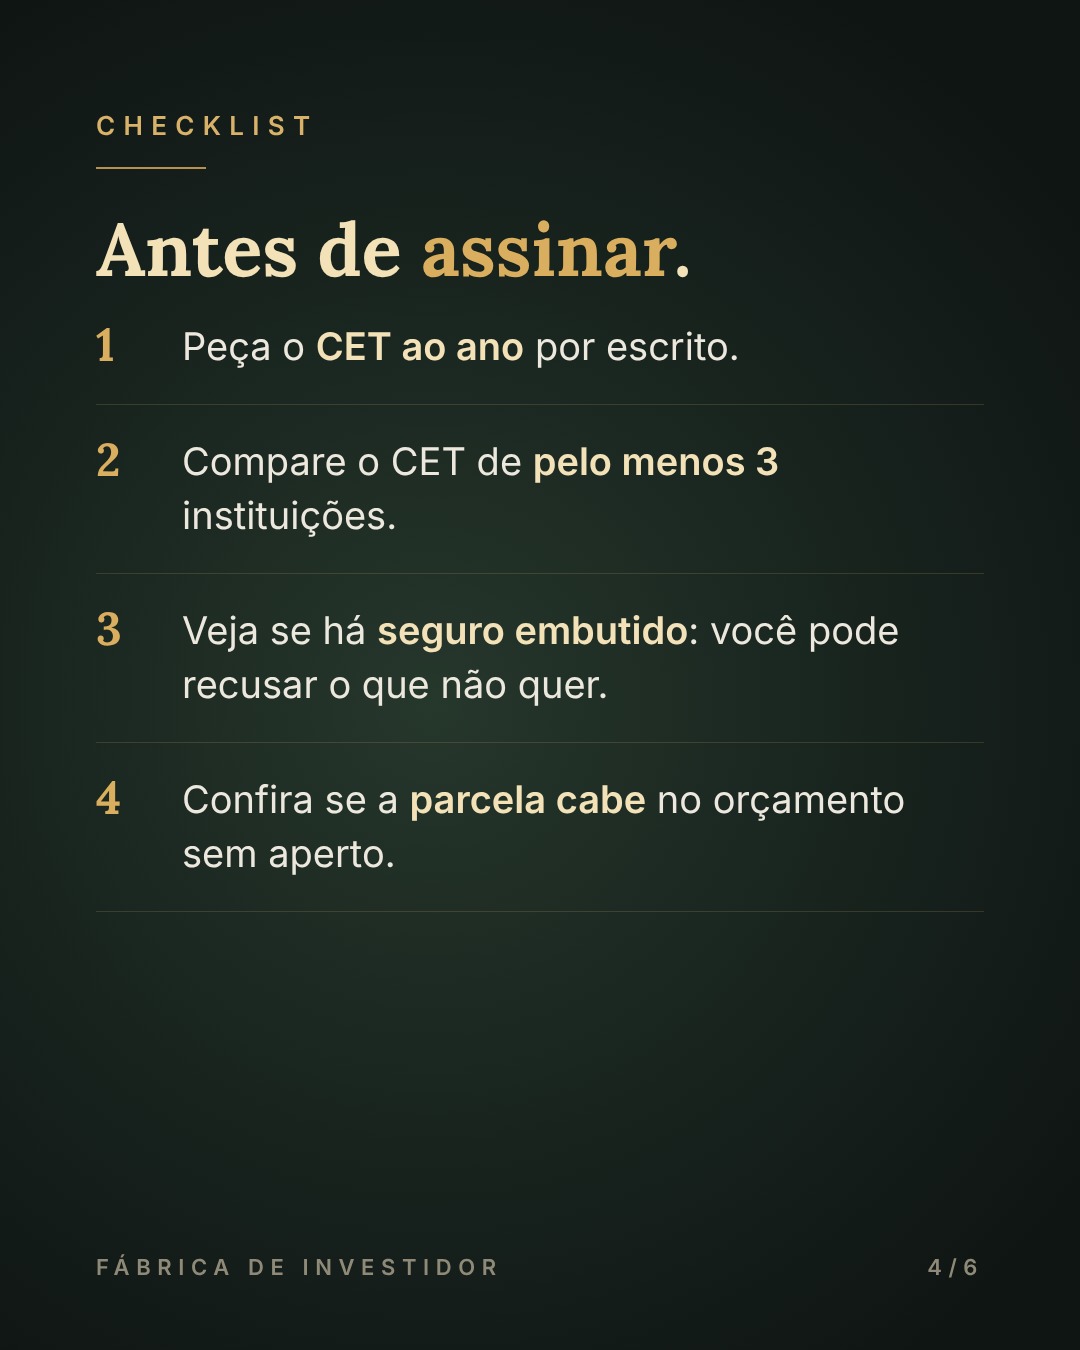 CHECKLIST
Antes de assinar.
1 Peça o CET ao ano por escrito.
2 Compare o CET de pelo menos 3
instituições.
3 Veja se há seguro embutido: você pode
recusar o que não quer.
4 Confira se a parcela cabe no orçamento
sem aperto.
FÁBRICA DE INVESTIDOR 4/6